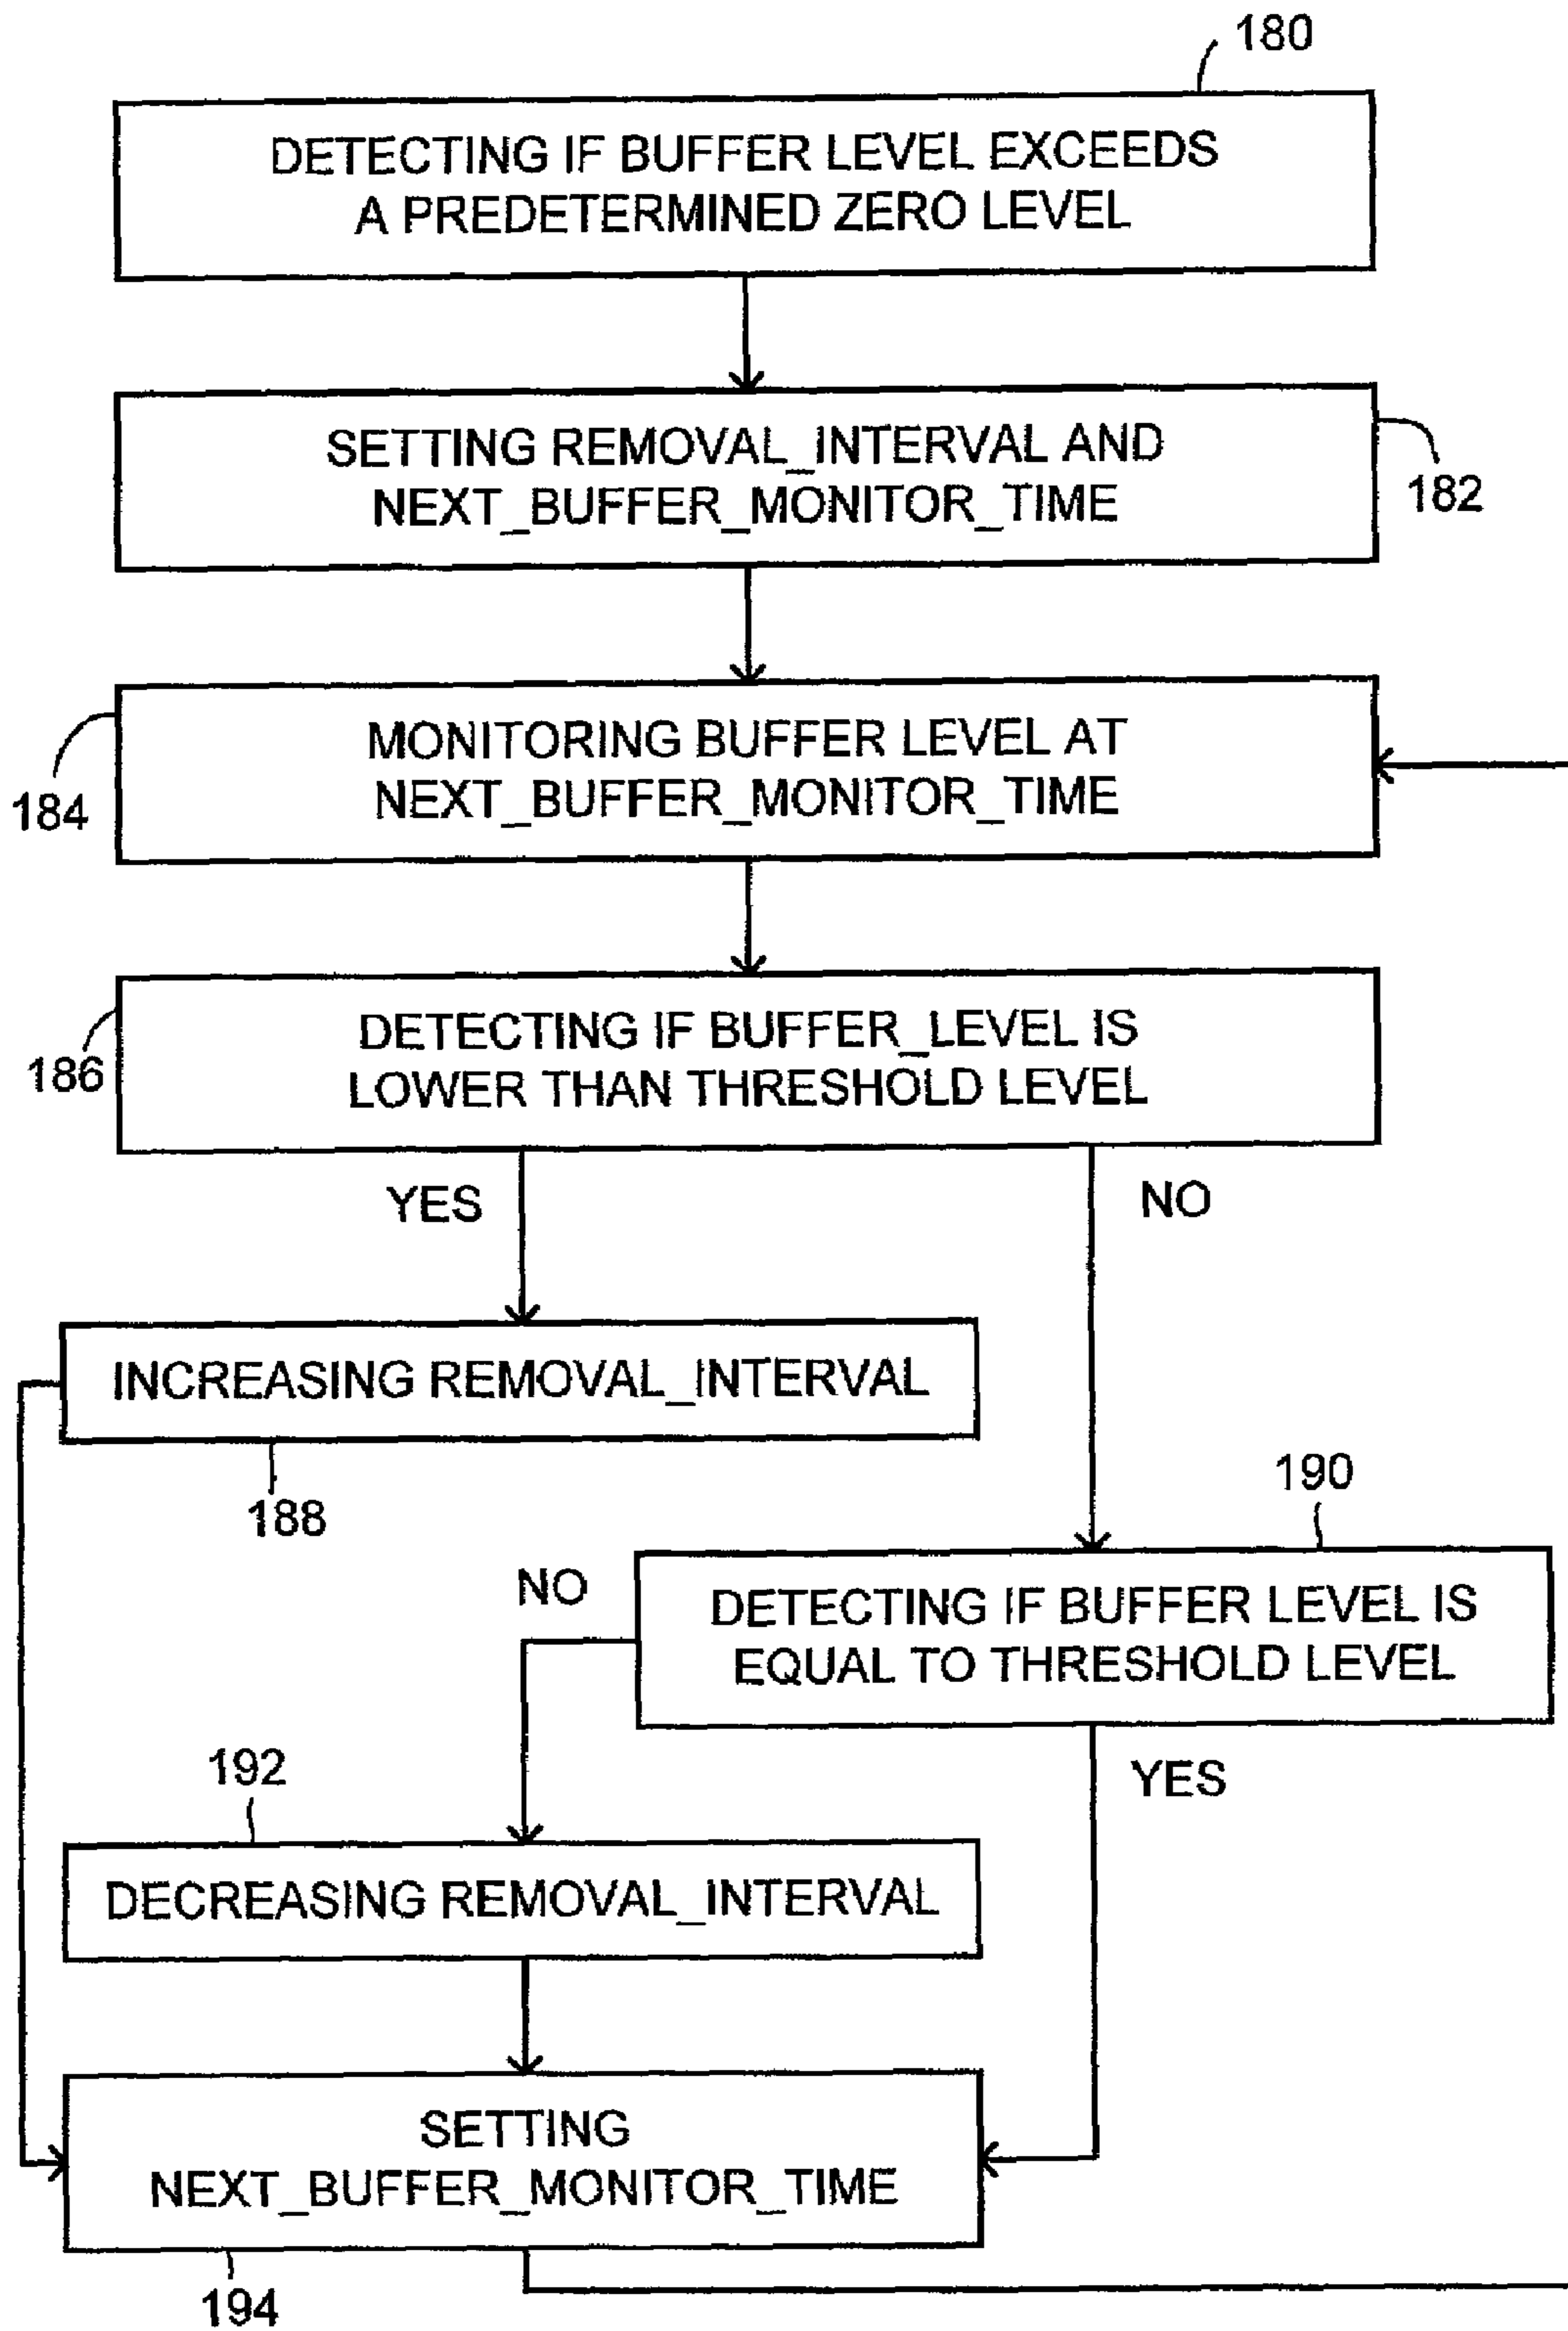 180
DETECTING IF BUFFER LEVEL EXCEEDS
A PREDETERMINED ZERO LEVEL
SETTING REMOVAL_INTERVAL AND
NEXT_BUFFER_MONITOR_TIME
182
MONITORING BUFFER LEVEL AT
NEXT_BUFFER_MONITOR_TIME
184
DETECTING IF BUFFER_LEVEL IS
LOWER THAN THRESHOLD LEVEL
186
YES
NO
INCREASING REMOVAL_INTERVAL
188
190
NO
DETECTING IF BUFFER LEVEL IS
EQUAL TO THRESHOLD LEVEL
192
YES
DECREASING REMOVAL_INTERVAL
SETTING
NEXT_BUFFER_MONITOR_TIME
194